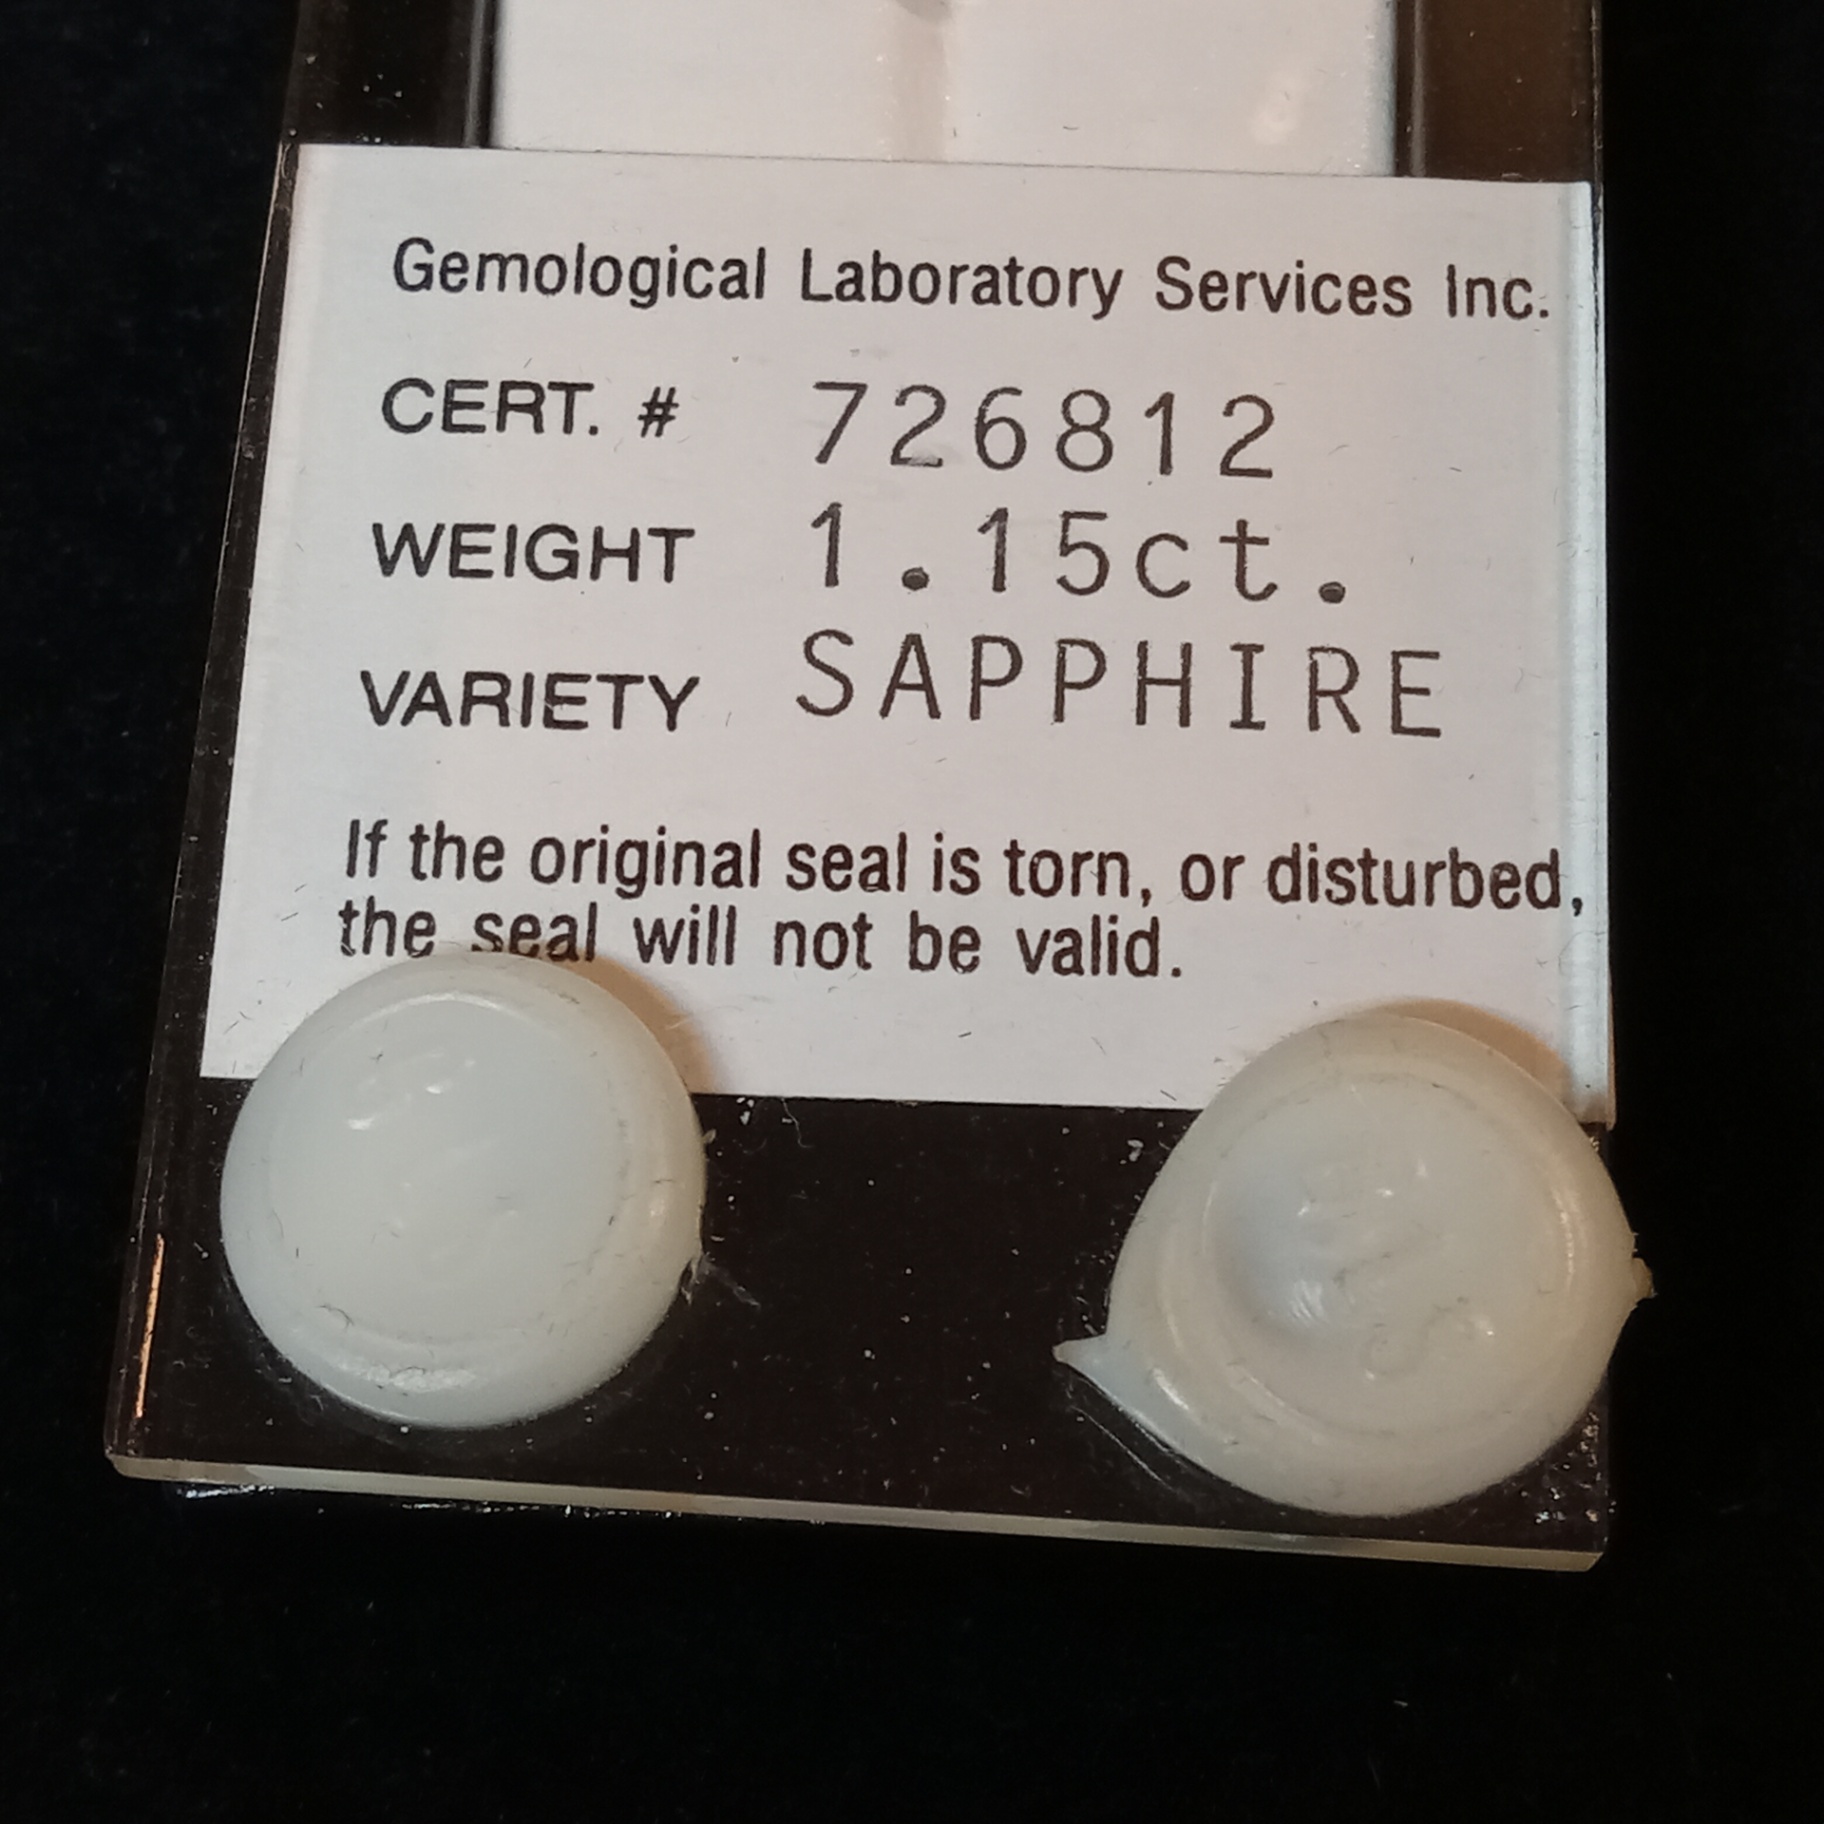 Gemological Laboratory Services Inc.
CERT. # 726812
WEIGHT 1.15ct.
VARIETY SAPPHIRE
If the original seal is torn, or disturbed,
the seal will not be valid.